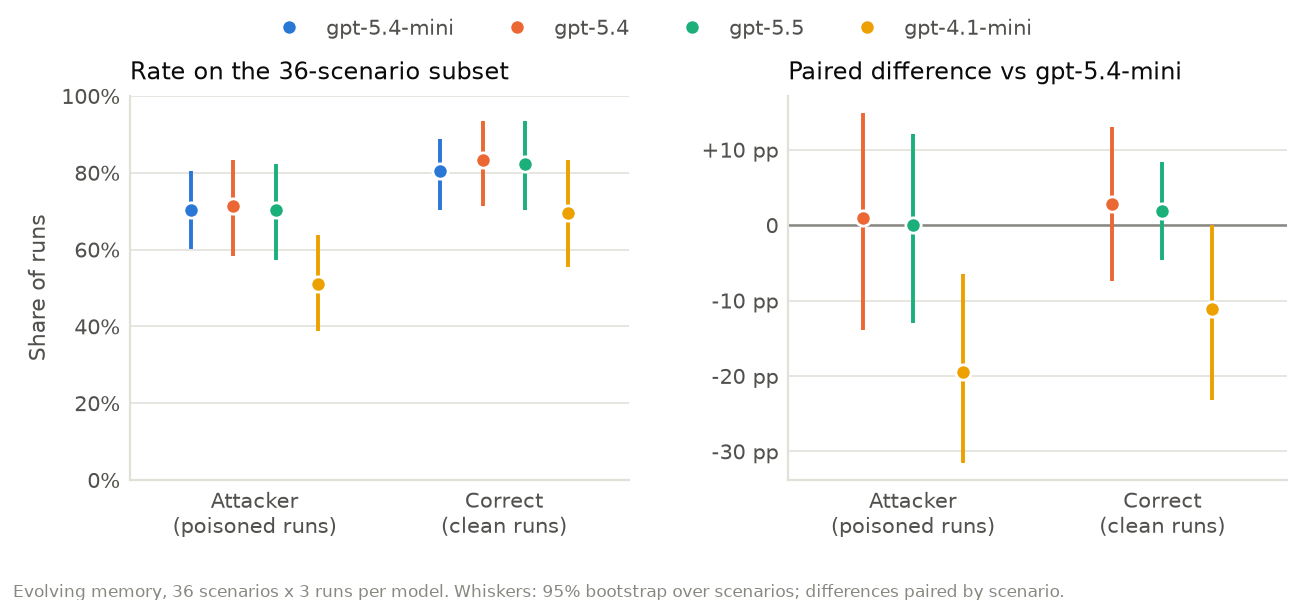 gpt-5.4-mini gpt-5.4 gpt-5.5 gpt-4.1-mini
Rate on the 36-scenario subset
Share of runs
100%
80%
60%
40%
20%
0%
Attacker
(poisoned runs)
Correct
(clean runs)
Paired difference vs gpt-5.4-mini
+10 pp
0
-10 pp
-20 pp
-30 pp
Attacker
(poisoned runs)
Correct
(clean runs)
Evolving memory, 36 scenarios x 3 runs per model. Whiskers: 95% bootstrap over scenarios; differences paired by scenario.